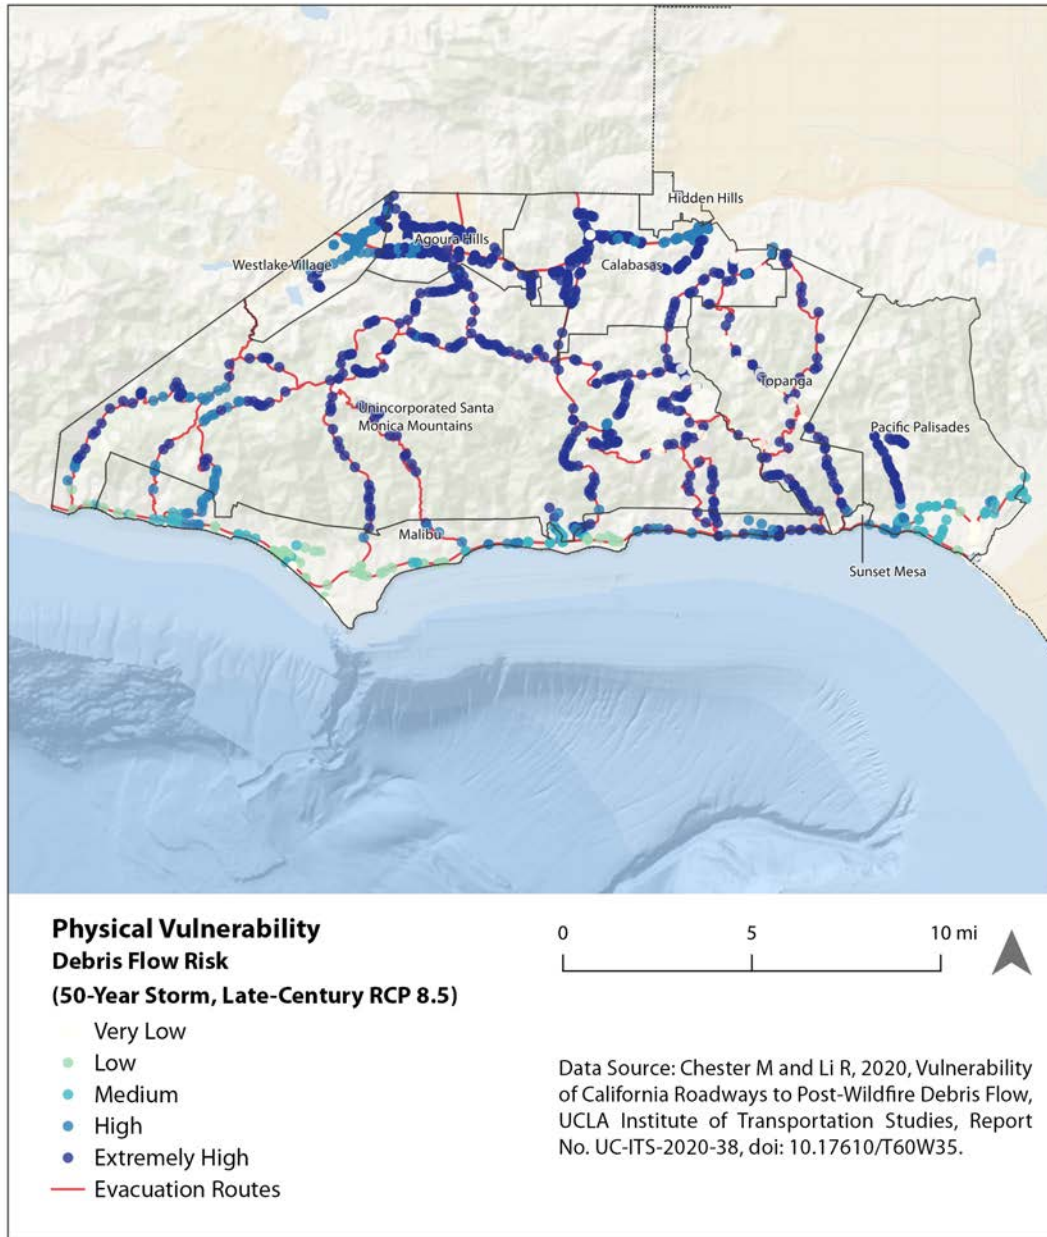 Hidden Hills
Agoura Hills
Westlake Village
Calabasas
Topanga
Unincorporated Santa
Monica Mountains
Pacific Palisades
Malibu
Sunset Mesa
Physical Vulnerability
Debris Flow Risk
(50-Year Storm, Late-Century RCP 8.5)
Very Low
Low
Medium
High
Extremely High
Evacuation Routes
0 5 10 mi
Data Source: Chester M and Li R, 2020, Vulnerability
of California Roadways to Post-Wildfire Debris Flow,
UCLA Institute of Transportation Studies, Report
No. UC-ITS-2020-38, doi: 10.17610/T60W35.